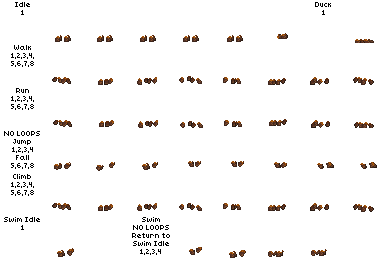 Idle
1
Duck
1
Walk
1,2,3,4,
5,6,7,8
Run
1,2,3,4,
5,6,7,8
NO LOOPS
Jump
1,2,3,4
Fall
5,6,7,8
Climb
1,2,3,4,
5,6,7,8
Swim Idle
1
Swim
NO LOOPS
Return to
Swim Idle
1,2,3,4